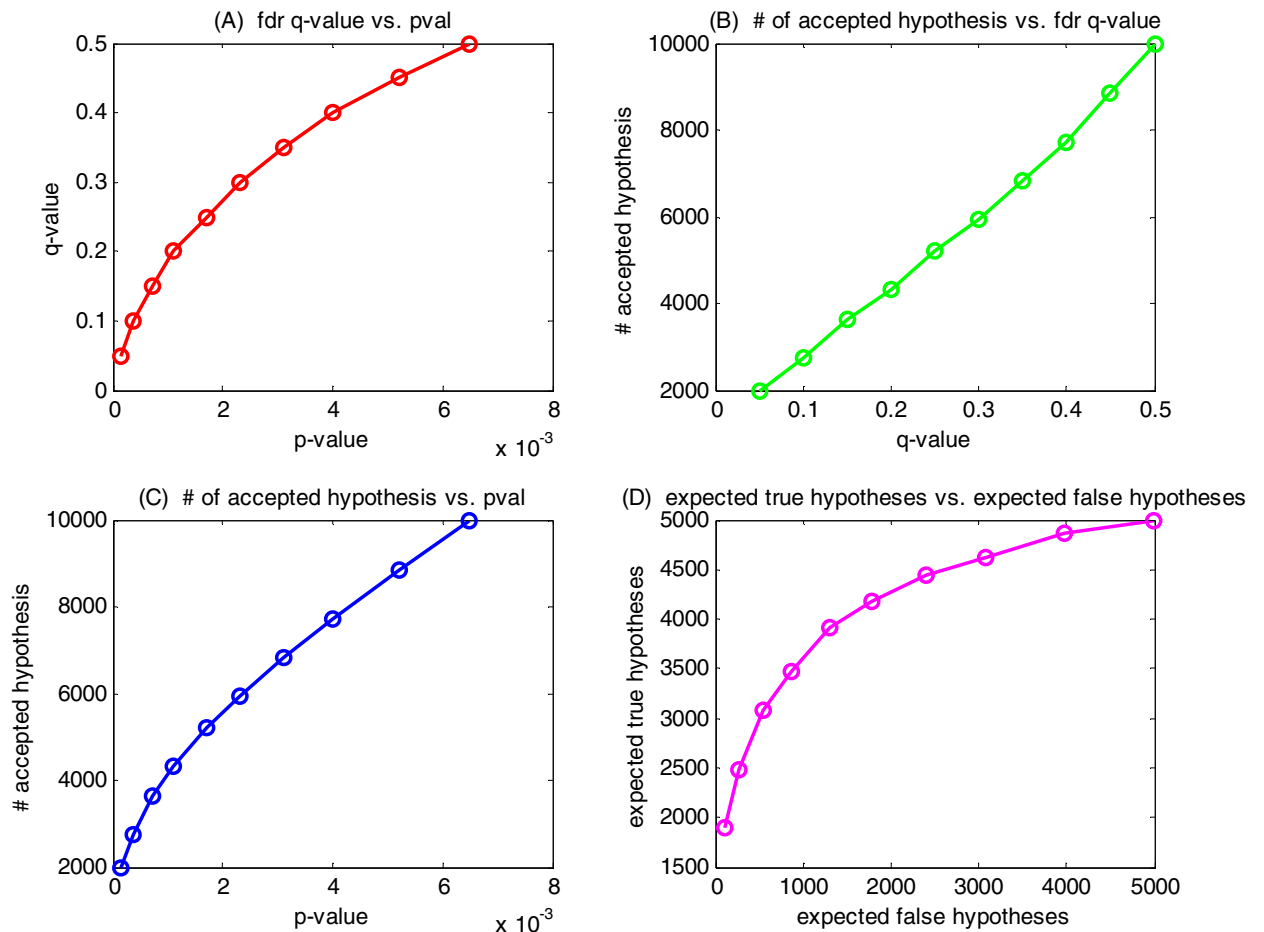 (A) fdr q-value vs. pval
0.5
0.4
0.3
0.2
0.1
0
q-value
0 2 4 6 8
p-value
x 10-3
(B) # of accepted hypothesis vs. fdr q-value
10000
8000
6000
4000
2000
# accepted hypothesis
0 0.1 0.2 0.3 0.4 0.5
q-value
(C) # of accepted hypothesis vs. pval
10000
8000
6000
4000
2000
# accepted hypothesis
0 2 4 6 8
p-value
x 10-3
(D) expected true hypotheses vs. expected false hypotheses
5000
4500
4000
3500
3000
2500
2000
1500
expected true hypotheses
0 1000 2000 3000 4000 5000
expected false hypotheses